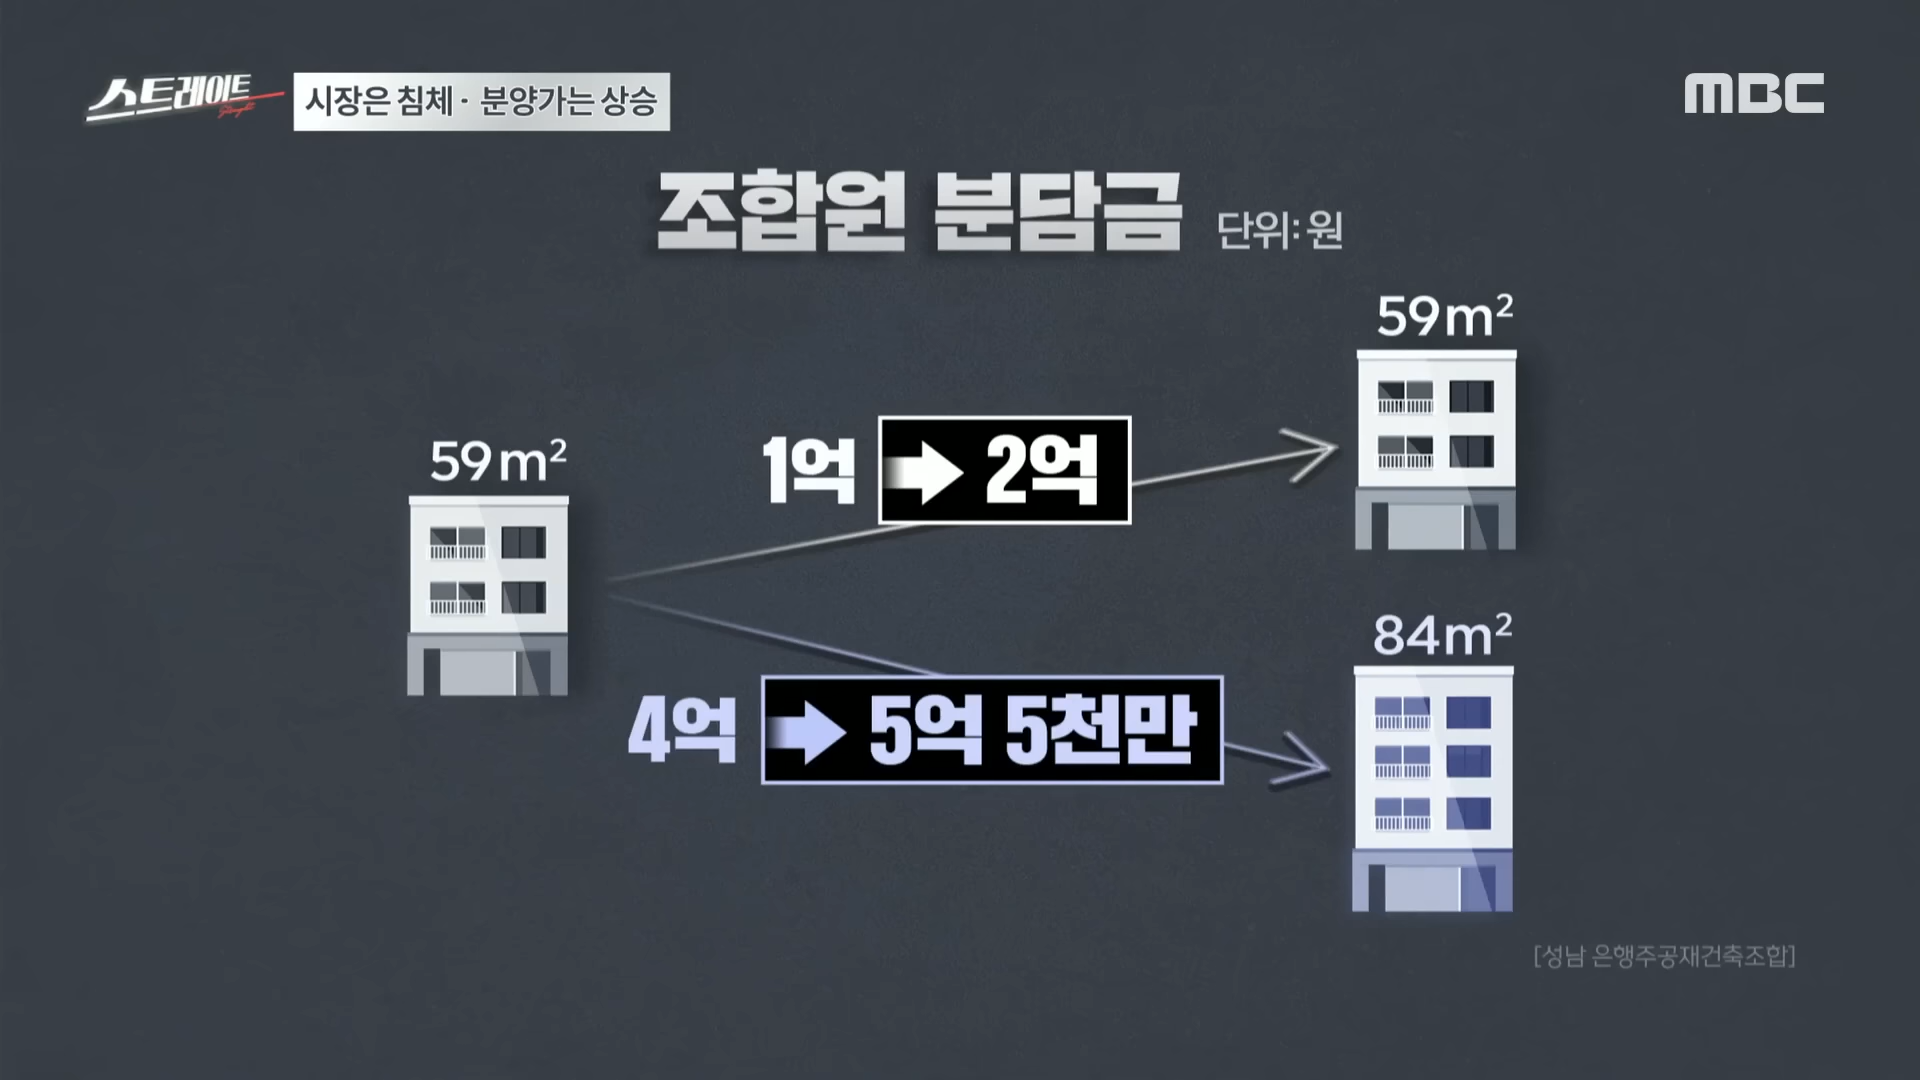 스트레이트
Straight
시장은 침체 · 분양가는 상승
MBC
조합원 분담금 단위: 원
59m²
59m²
1억 → 2억
84m²
4억 → 5억 5천만
[성남 은행주공재건축조합]